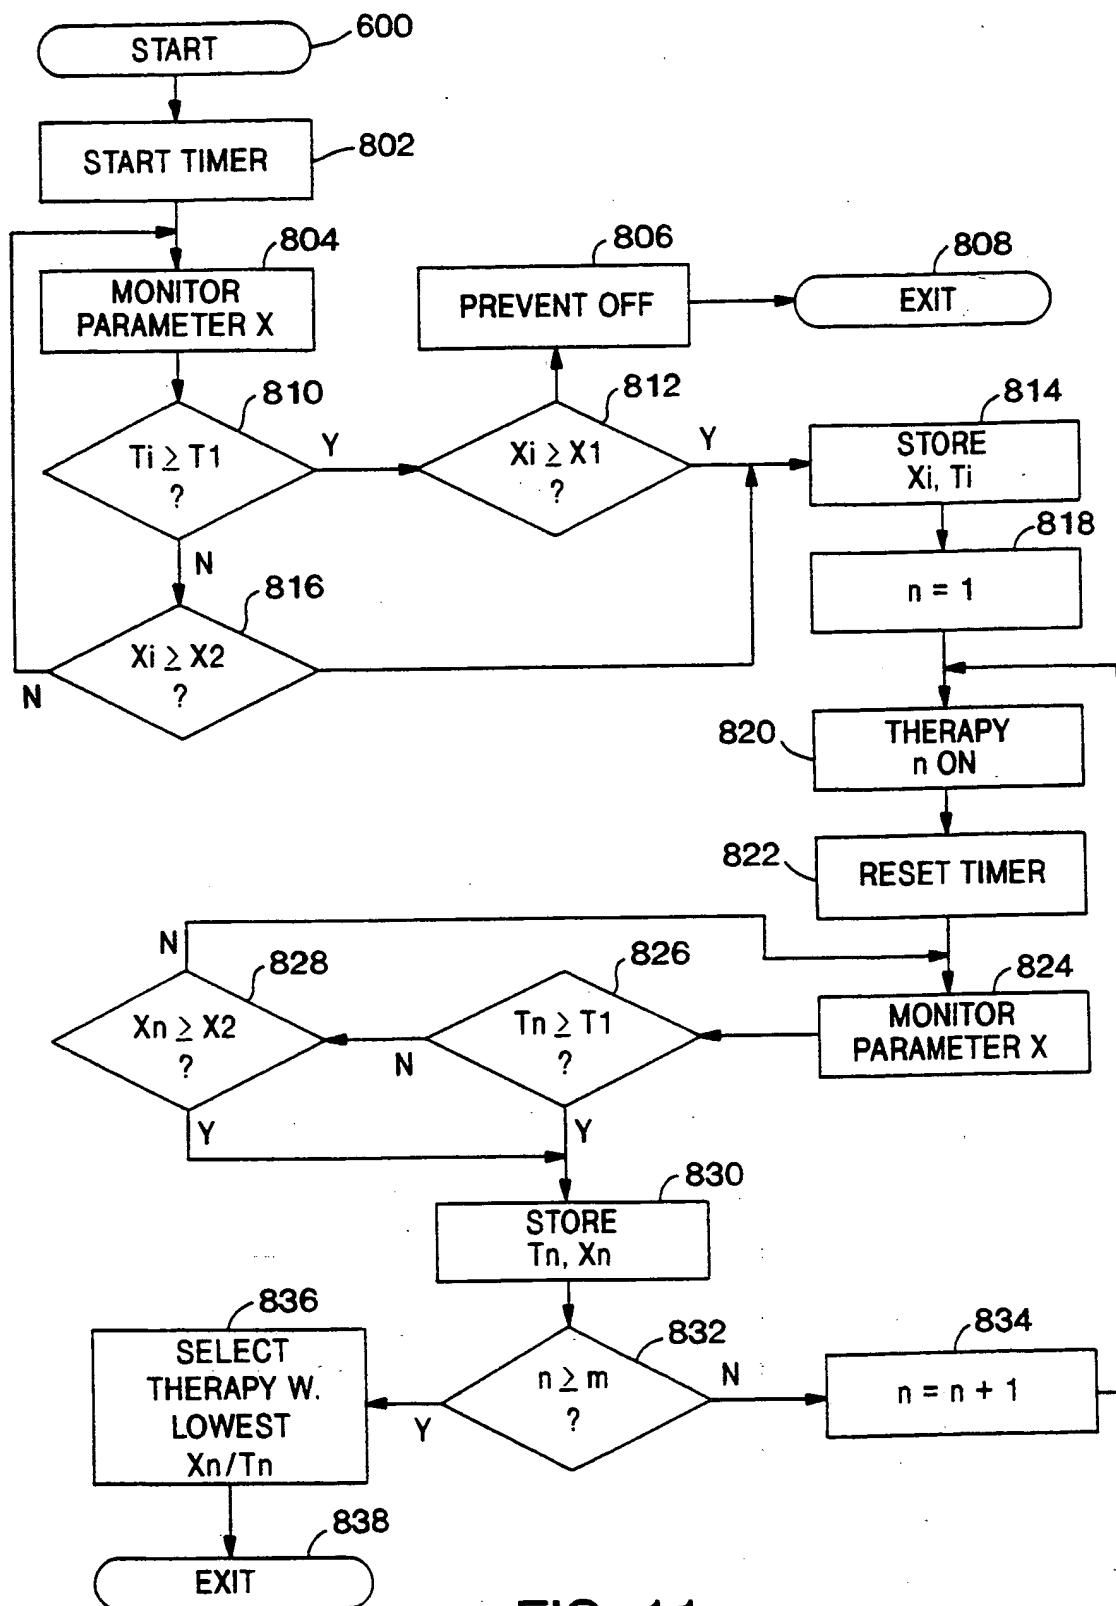 START
600
START TIMER
802
804
MONITOR
PARAMETER X
806
PREVENT OFF
808
EXIT
810
Ti ≥ T1
?
Y
N
812
Xi ≥ X1
?
Y
814
STORE
Xi, Ti
816
Xi ≥ X2
?
N
818
n = 1
820
THERAPY
n ON
822
RESET TIMER
824
MONITOR
PARAMETER X
826
Tn ≥ T1
?
N
Y
828
Xn ≥ X2
?
N
Y
830
STORE
Tn, Xn
832
n ≥ m
?
N
Y
834
n = n + 1
836
SELECT
THERAPY W.
LOWEST
Xn/Tn
838
EXIT
FIG. 11